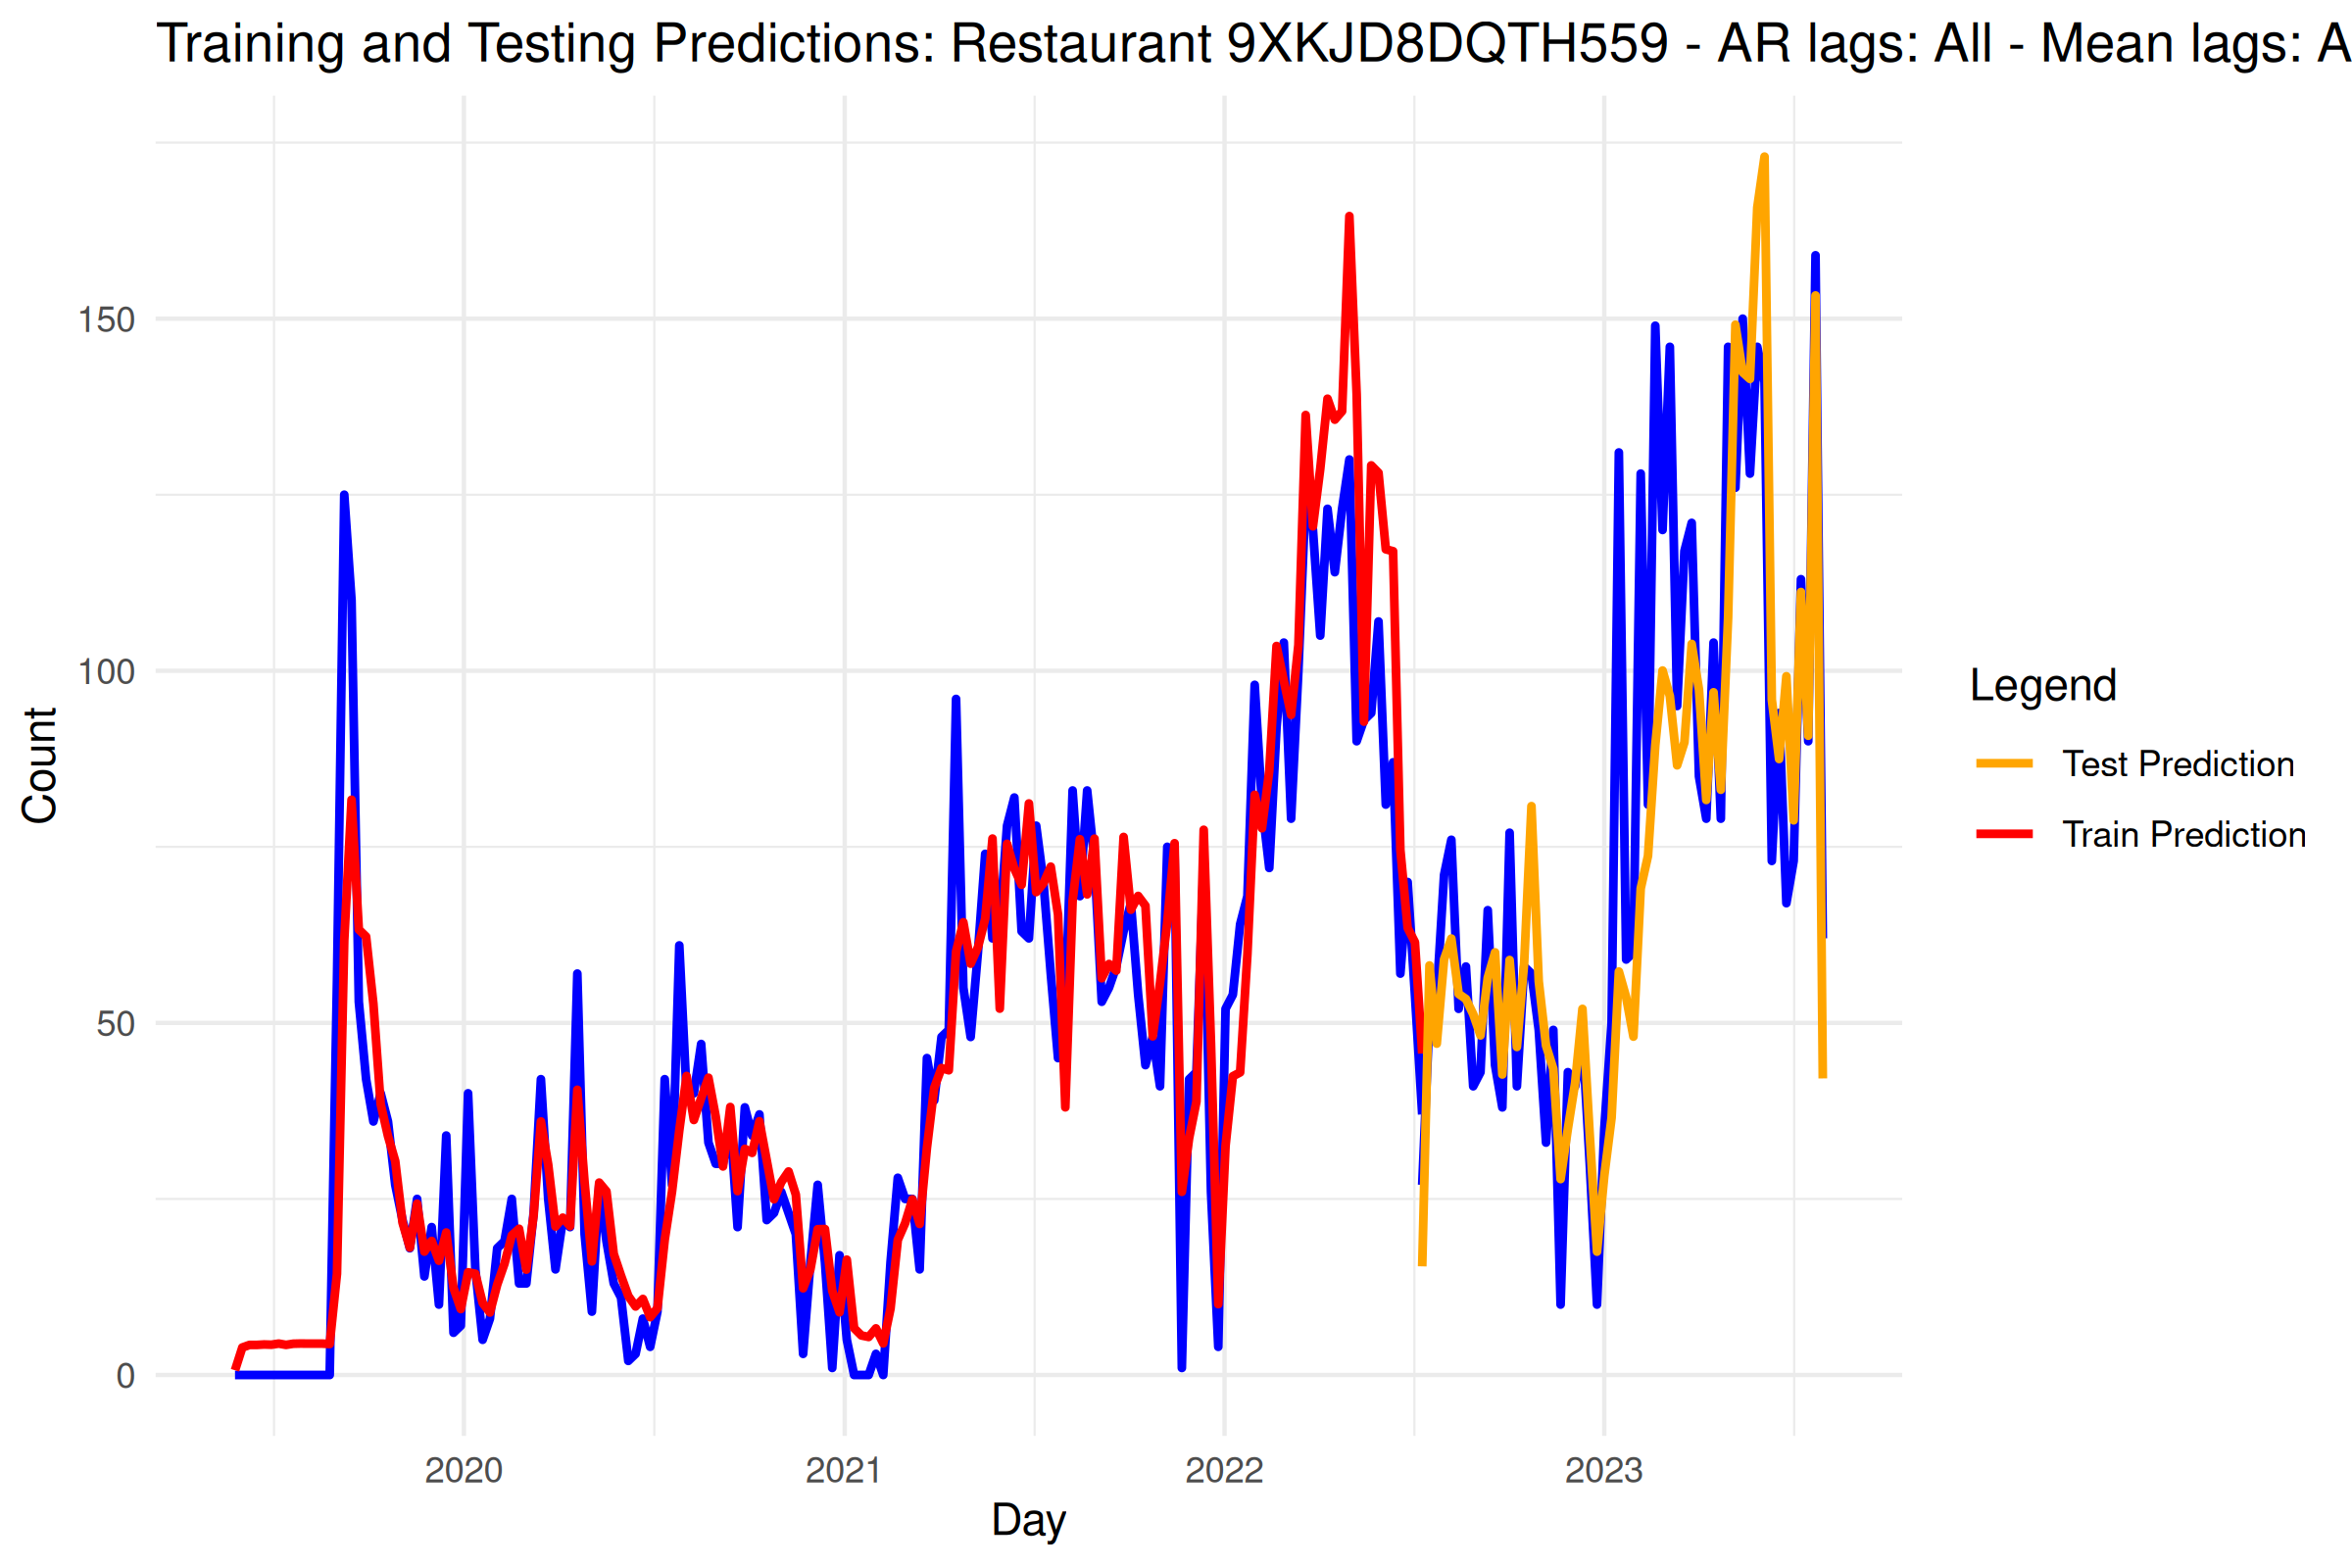 Training and Testing Predictions: Restaurant 9XKJD8DQTH559 - AR lags: All - Mean lags: A
150
100
50
0
Count
2020
2021
2022
2023
Day
Legend
Test Prediction
Train Prediction